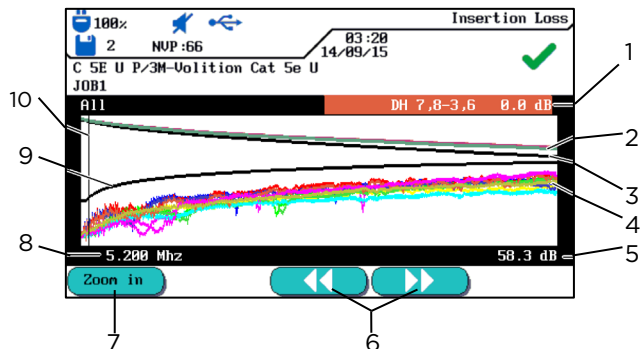 100%
Insertion Loss
2 NVP:66
03:20
14/09/15
C 5E U P/3M-Volition Cat 5e U
JOB1
All DH 7,8-3,6 0.0 dB
5.200 Mhz 58.3 dB
Zoom in
1
2
3
4
5
6
7
8
9
10